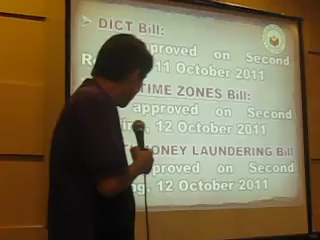 DICT Bill:
approved on Second
11 October 2011
TIME ZONES Bill:
approved on Second
12 October 2011
MONEY LAUNDERING Bill
approved on Second
12 October 2011